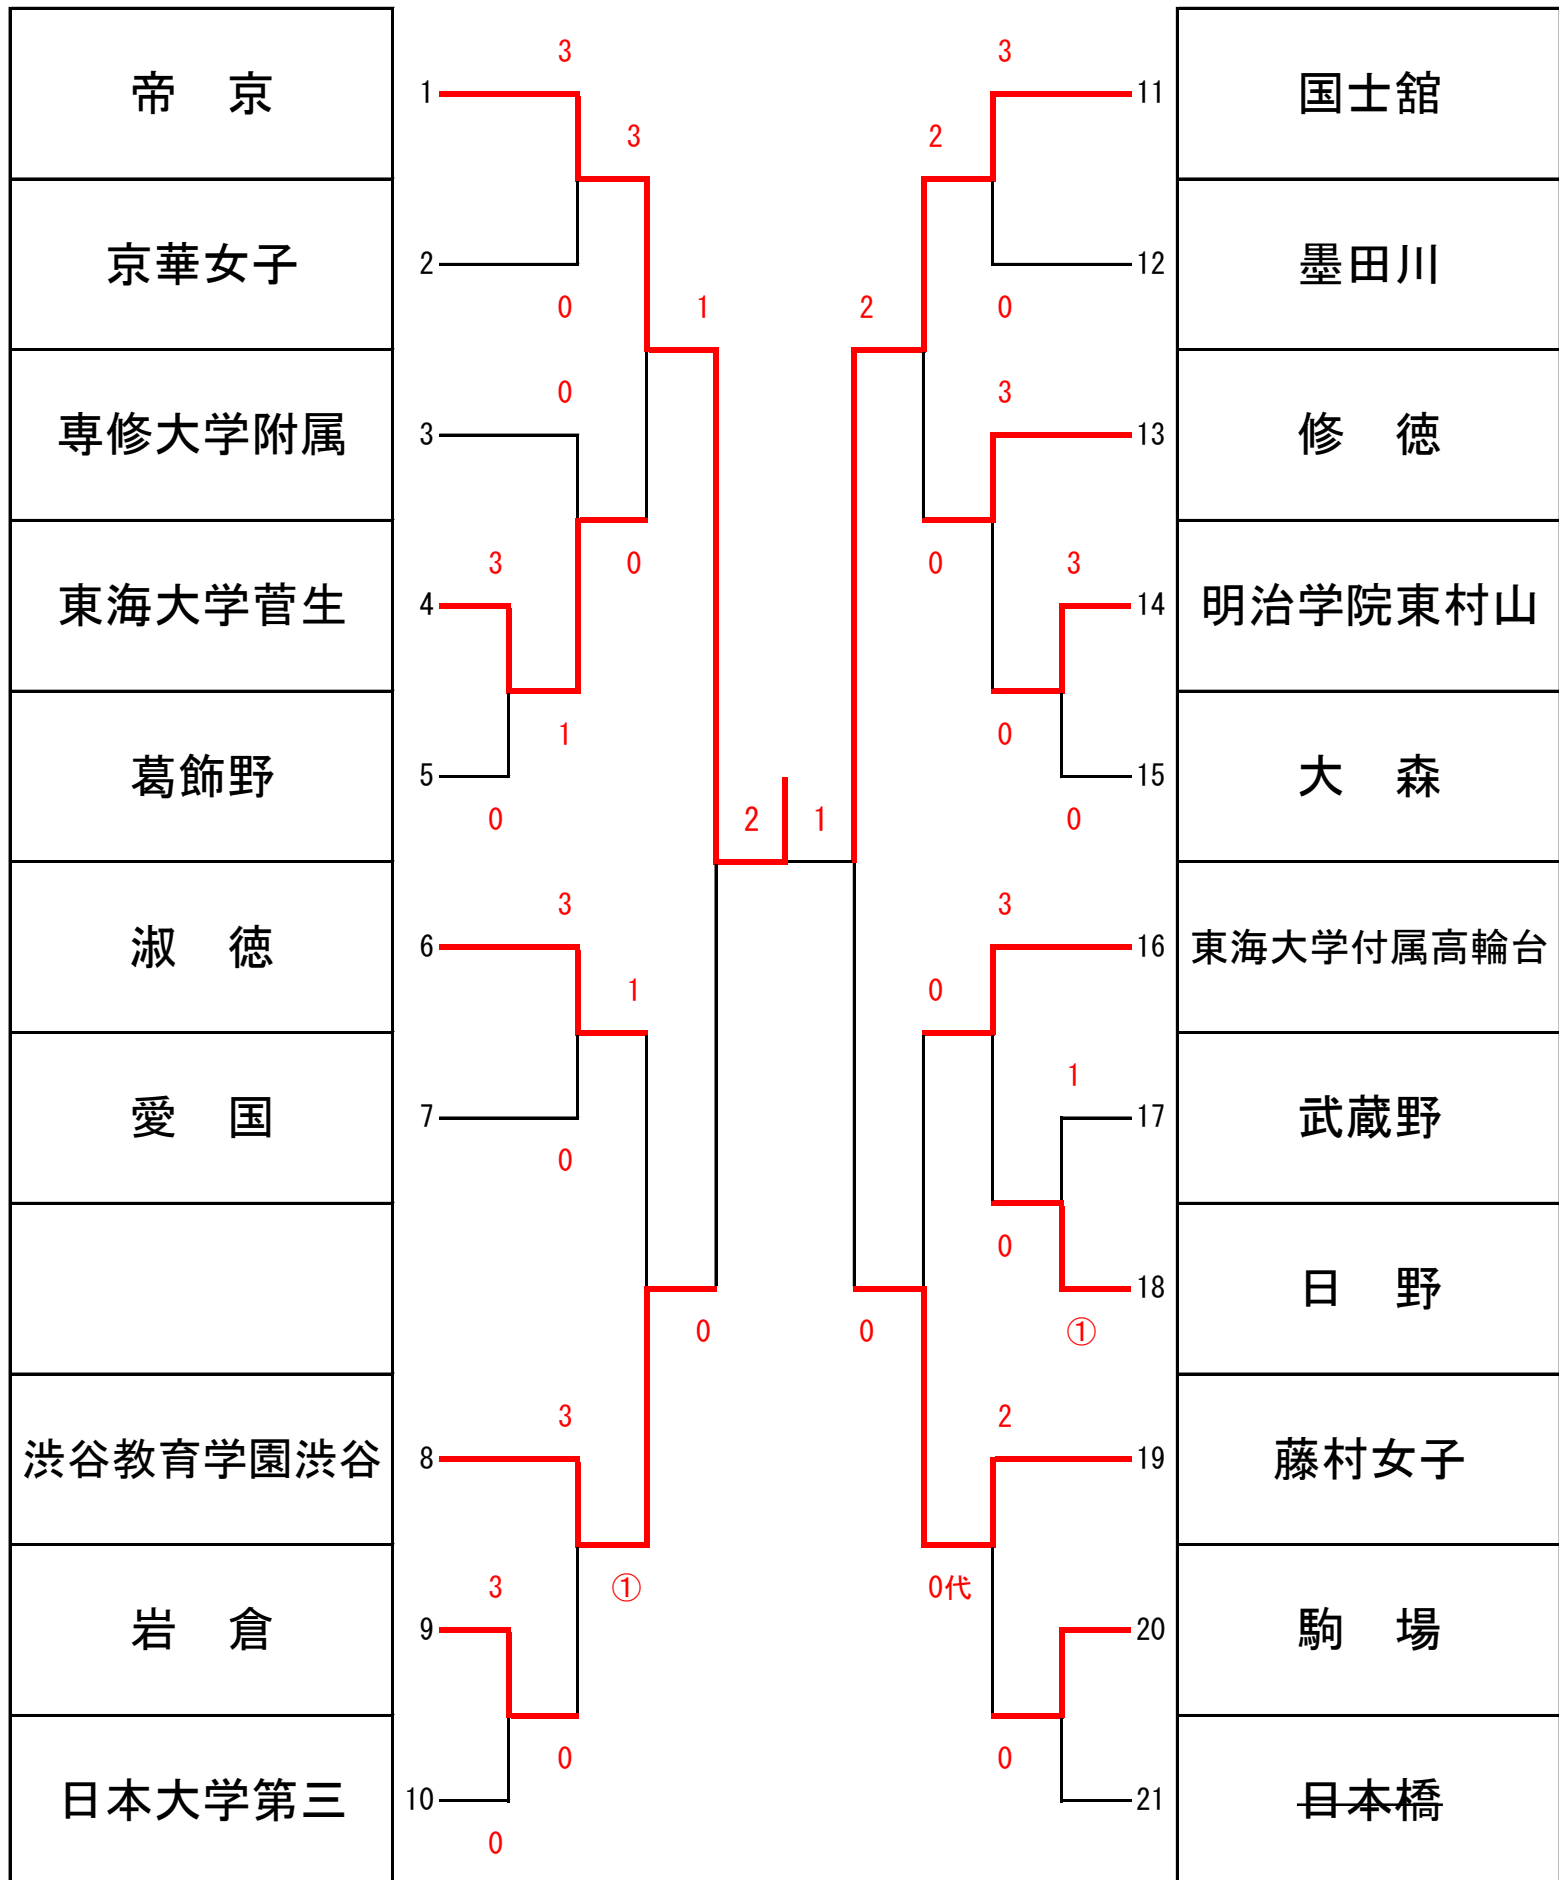 3 3
帝　京 1 11 国士舘
3 2
京華女子 2 12 墨田川
0 1 2 0
0 3
専修大学附属 3 13 修　徳
3 0 0 3
東海大学菅生 4 14 明治学院東村山
1 0
葛飾野 5 15 大　森
0 2 1 0
3 3
淑　徳 6 16 東海大学付属高輪台
1 0
1
愛　国 7 17 武蔵野
0
0
18 日　野
0 0 ①
3 2
渋谷教育学園渋谷 8 19 藤村女子
3 ① 0代
岩　倉 9 20 駒　場
0 0
日本大学第三 10 21 日本橋
0